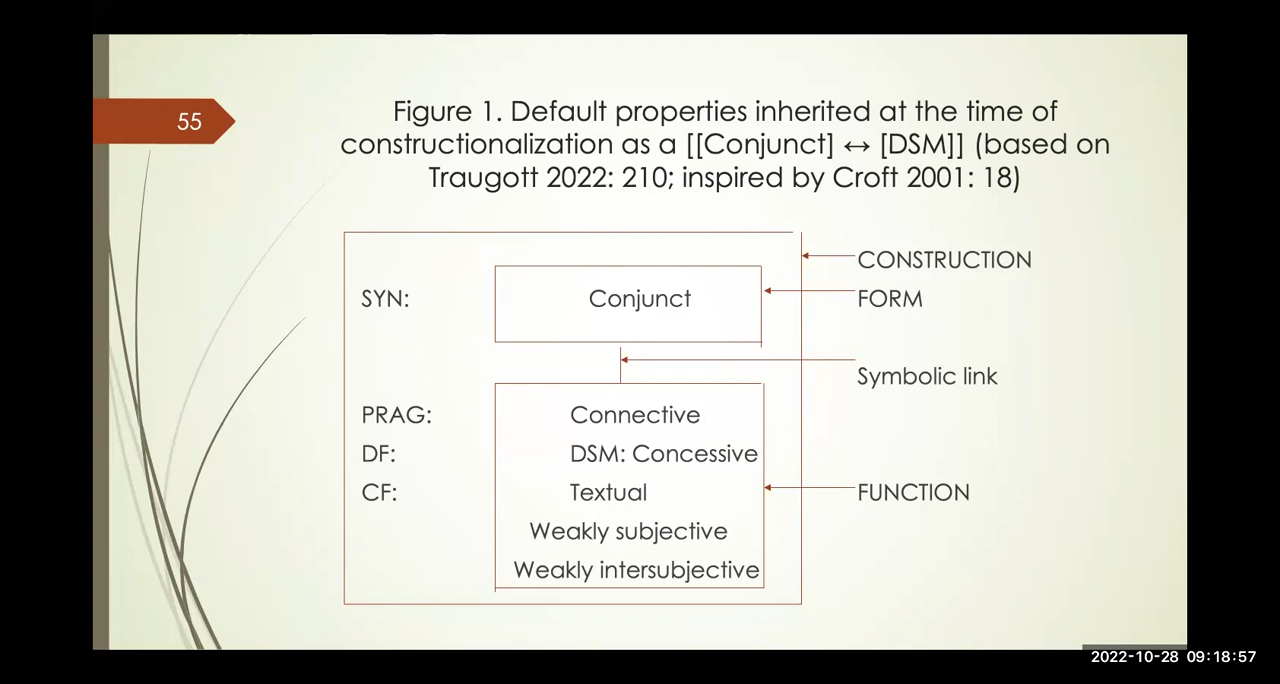 55
Figure 1. Default properties inherited at the time of
constructionalization as a [[Conjunct] ↔ [DSM]] (based on
Traugott 2022: 210; inspired by Croft 2001: 18)
CONSTRUCTION
SYN: Conjunct FORM
Symbolic link
PRAG: Connective
DF: DSM: Concessive
CF: Textual FUNCTION
Weakly subjective
Weakly intersubjective
2022-10-28 09:18:57